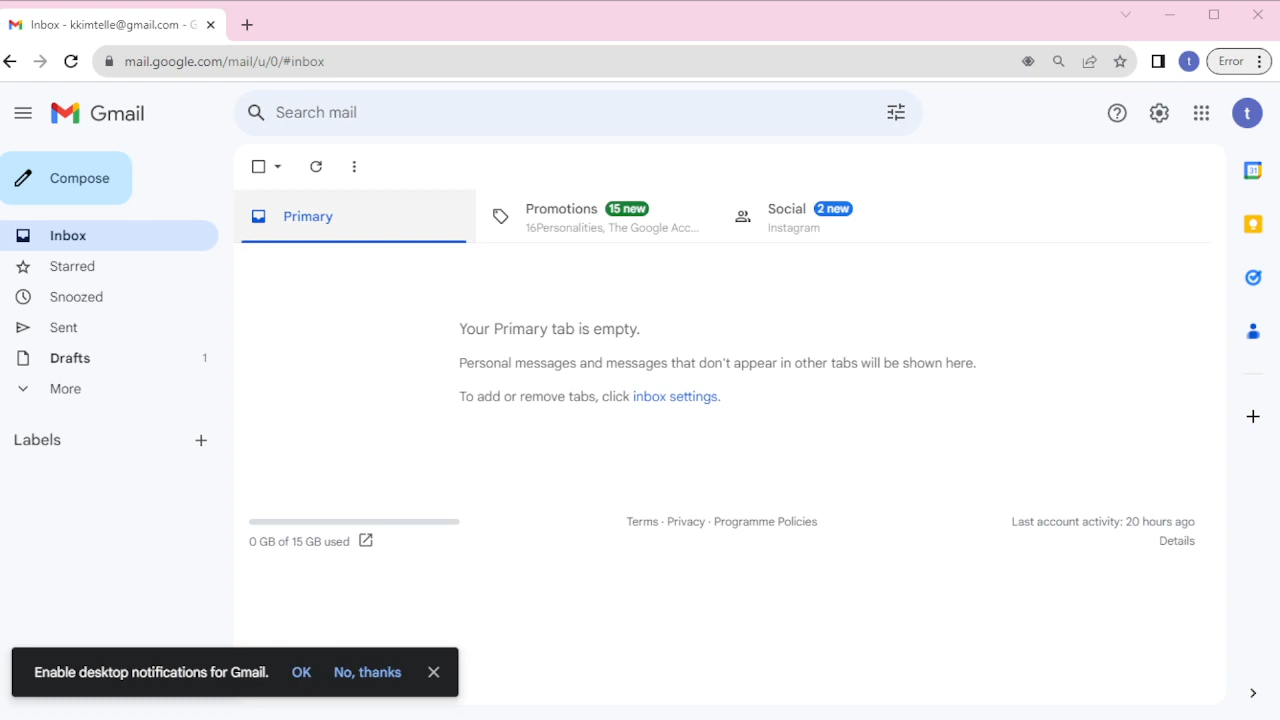 Inbox - kkimtelle@gmail.com - G
mail.google.com/mail/u/0/#inbox
t
Error
Gmail
Search mail
t
Compose
Primary
Promotions 15 new
16Personalities, The Google Acc...
Social 2 new
Instagram
31
Inbox
Starred
Snoozed
Sent
Drafts 1
More
Labels
Your Primary tab is empty.
Personal messages and messages that don't appear in other tabs will be shown here.
To add or remove tabs, click inbox settings.
0 GB of 15 GB used
Terms · Privacy · Programme Policies
Last account activity: 20 hours ago
Details
Enable desktop notifications for Gmail. OK No, thanks